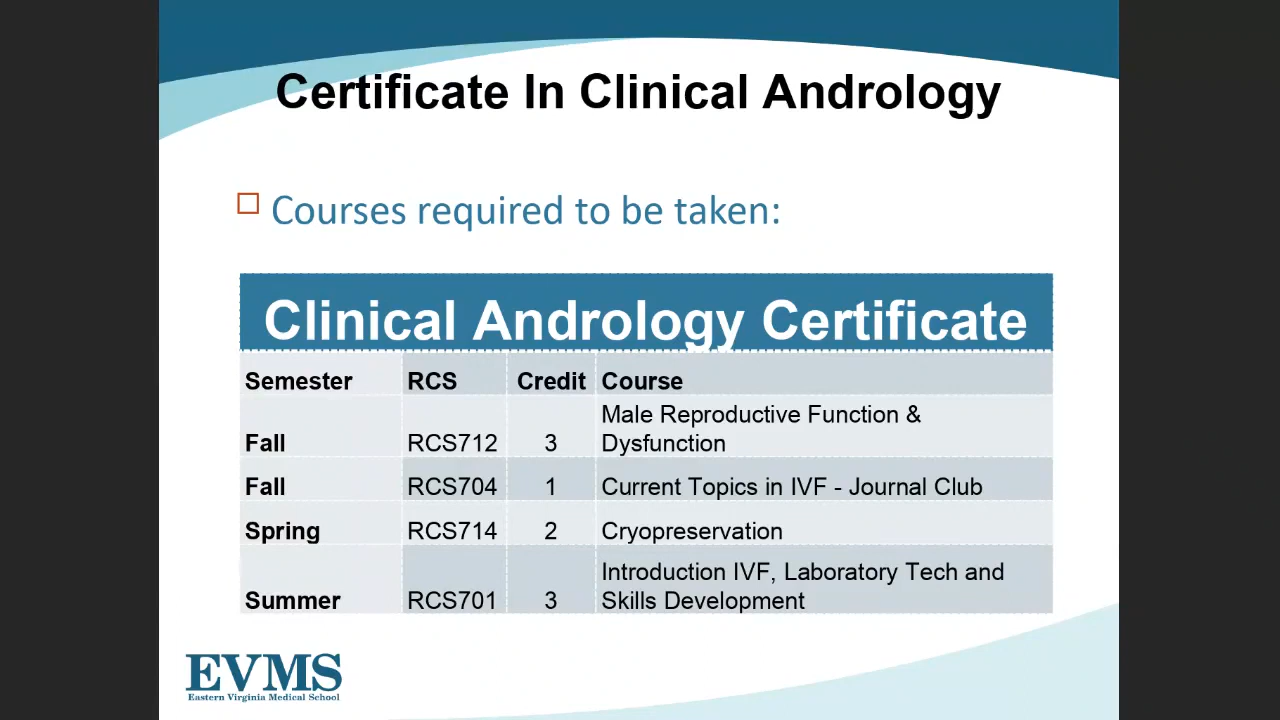 Certificate In Clinical Andrology
Courses required to be taken:
Clinical Andrology Certificate
Semester RCS Credit Course
Male Reproductive Function &
Fall RCS712 3 Dysfunction
Fall RCS704 1 Current Topics in IVF - Journal Club
Spring RCS714 2 Cryopreservation
Introduction IVF, Laboratory Tech and
Summer RCS701 3 Skills Development
EVMS
Eastern Virginia Medical School